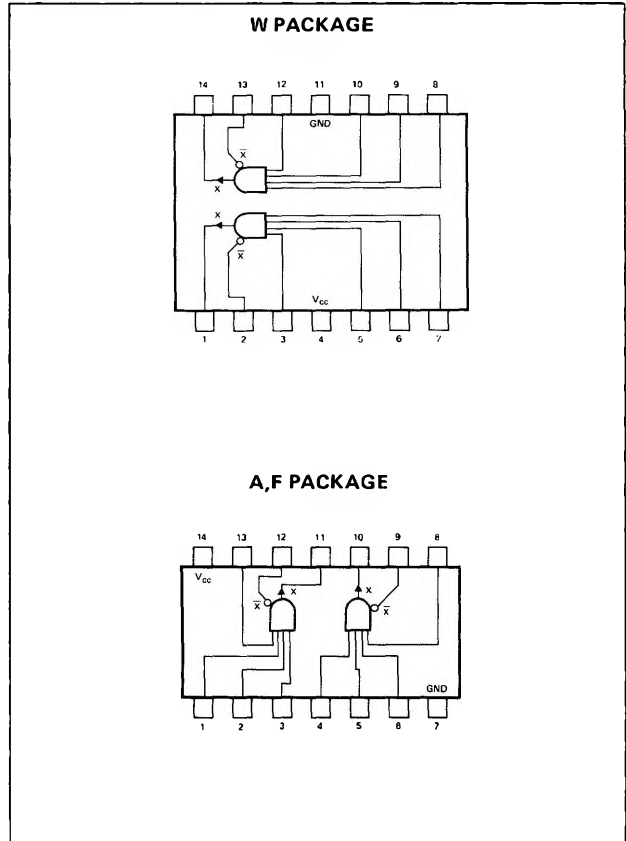 W PACKAGE
14 13 12 11 10 9 8
GND
x̅
x
x
x̅
Vcc
1 2 3 4 5 6 7
A,F PACKAGE
14 13 12 11 10 9 8
Vcc
x̅ x x x̅
GND
1 2 3 4 5 6 7